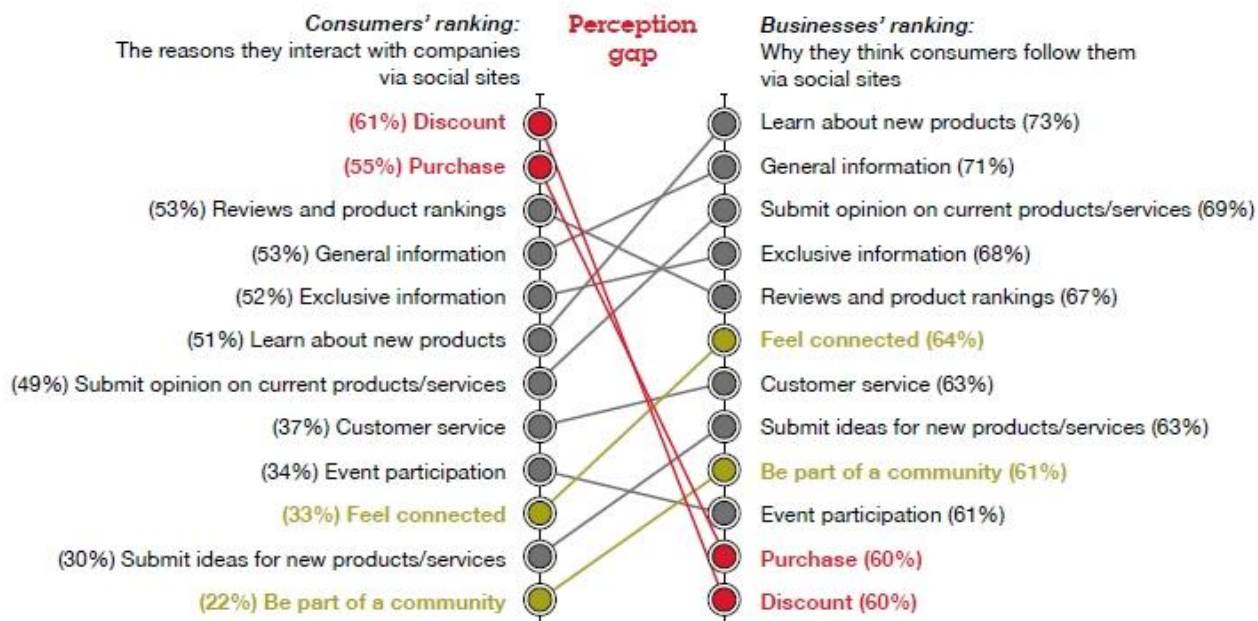 Consumers' ranking:
The reasons they interact with companies
via social sites
Perception
gap
Businesses' ranking:
Why they think consumers follow them
via social sites
(61%) Discount
(55%) Purchase
(53%) Reviews and product rankings
(53%) General information
(52%) Exclusive information
(51%) Learn about new products
(49%) Submit opinion on current products/services
(37%) Customer service
(34%) Event participation
(33%) Feel connected
(30%) Submit ideas for new products/services
(22%) Be part of a community
Learn about new products (73%)
General information (71%)
Submit opinion on current products/services (69%)
Exclusive information (68%)
Reviews and product rankings (67%)
Feel connected (64%)
Customer service (63%)
Submit ideas for new products/services (63%)
Be part of a community (61%)
Event participation (61%)
Purchase (60%)
Discount (60%)